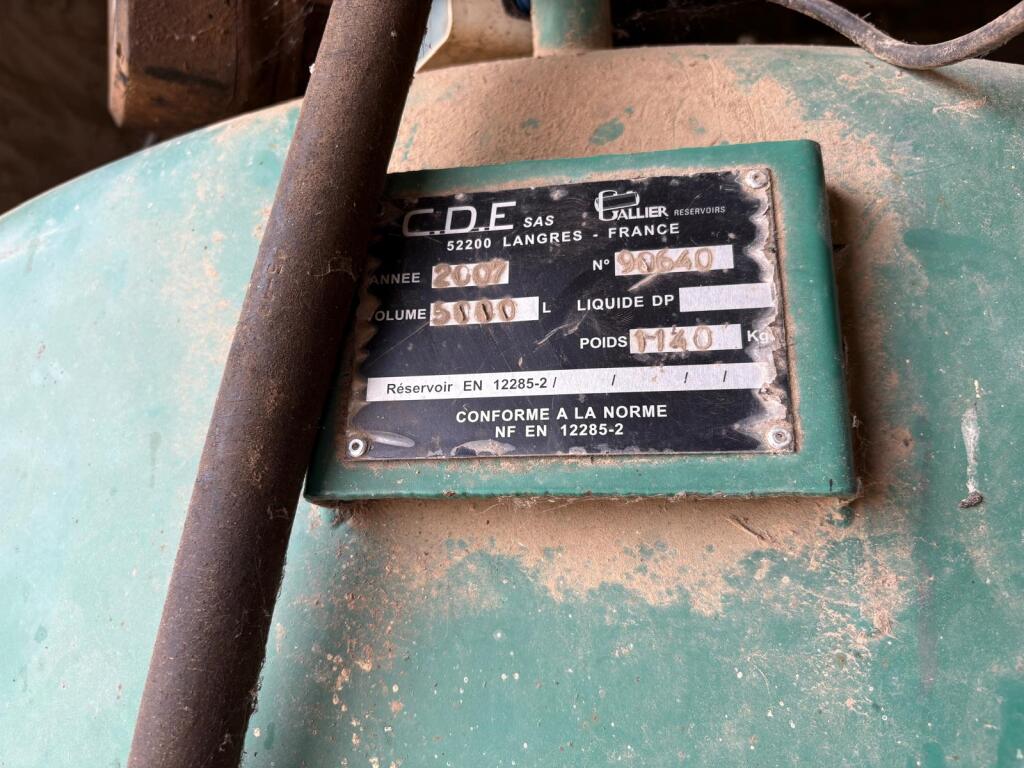 C.D.E SAS
GALLIER RESERVOIRS
52200 LANGRES - FRANCE
ANNEE 2007 N° 90640
VOLUME 5000 L LIQUIDE DP
POIDS 1140 Kg
Réservoir EN 12285-2 / / / /
CONFORME A LA NORME
NF EN 12285-2